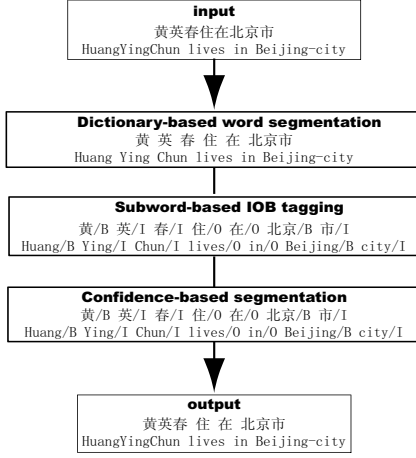 input
黄英春住在北京市
HuangYingChun lives in Beijing-city
Dictionary-based word segmentation
黄 英 春 住 在 北京市
Huang Ying Chun lives in Beijing-city
Subword-based IOB tagging
黄/B 英/I 春/I 住/O 在/O 北京/B 市/I
Huang/B Ying/I Chun/I lives/O in/O Beijing/B city/I
Confidence-based segmentation
黄/B 英/I 春/I 住/O 在/O 北京/B 市/I
Huang/B Ying/I Chun/I lives/O in/O Beijing/B city/I
output
黄英春 住 在 北京市
HuangYingChun lives in Beijing-city